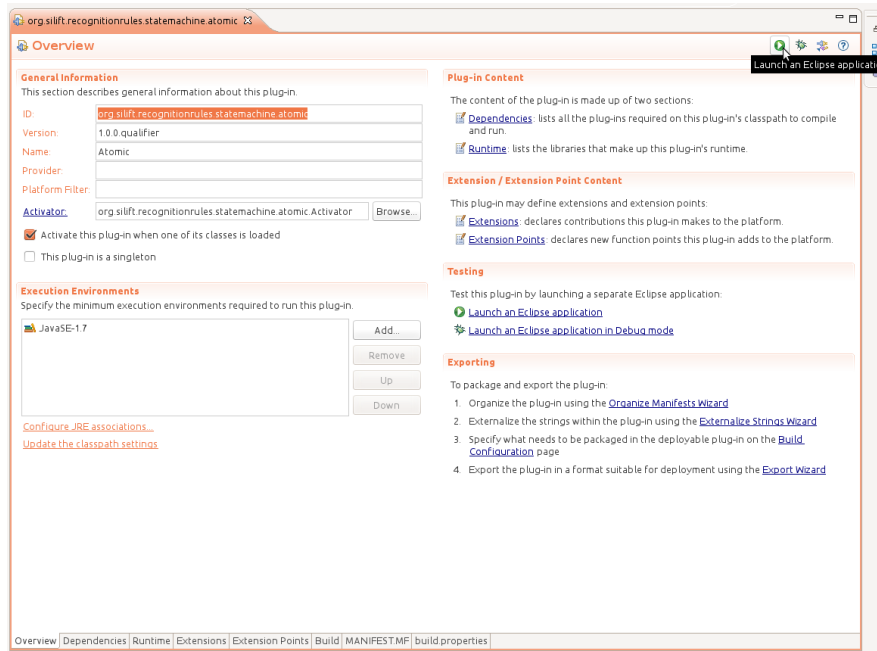 org.silift.recognitionrules.statemachine.atomic
Overview
Launch an Eclipse applicati
General Information
This section describes general information about this plug-in.
ID:
org.silift.recognitionrules.statemachine.atomic
Version:
1.0.0.qualifier
Name:
Atomic
Provider:
Platform Filter:
Activator:
org.silift.recognitionrules.statemachine.atomic.Activator
Browse...
Activate this plug-in when one of its classes is loaded
This plug-in is a singleton
Execution Environments
Specify the minimum execution environments required to run this plug-in.
JavaSE-1.7
Add...
Remove
Up
Down
Configure JRE associations...
Update the classpath settings
Plug-in Content
The content of the plug-in is made up of two sections:
Dependencies: lists all the plug-ins required on this plug-in's classpath to compile
and run.
Runtime: lists the libraries that make up this plug-in's runtime.
Extension / Extension Point Content
This plug-in may define extensions and extension points:
Extensions: declares contributions this plug-in makes to the platform.
Extension Points: declares new function points this plug-in adds to the platform.
Testing
Test this plug-in by launching a separate Eclipse application:
Launch an Eclipse application
Launch an Eclipse application in Debug mode
Exporting
To package and export the plug-in:
1. Organize the plug-in using the Organize Manifests Wizard
2. Externalize the strings within the plug-in using the Externalize Strings Wizard
3. Specify what needs to be packaged in the deployable plug-in on the Build
Configuration page
4. Export the plug-in in a format suitable for deployment using the Export Wizard
Overview Dependencies Runtime Extensions Extension Points Build MANIFEST.MF build.properties